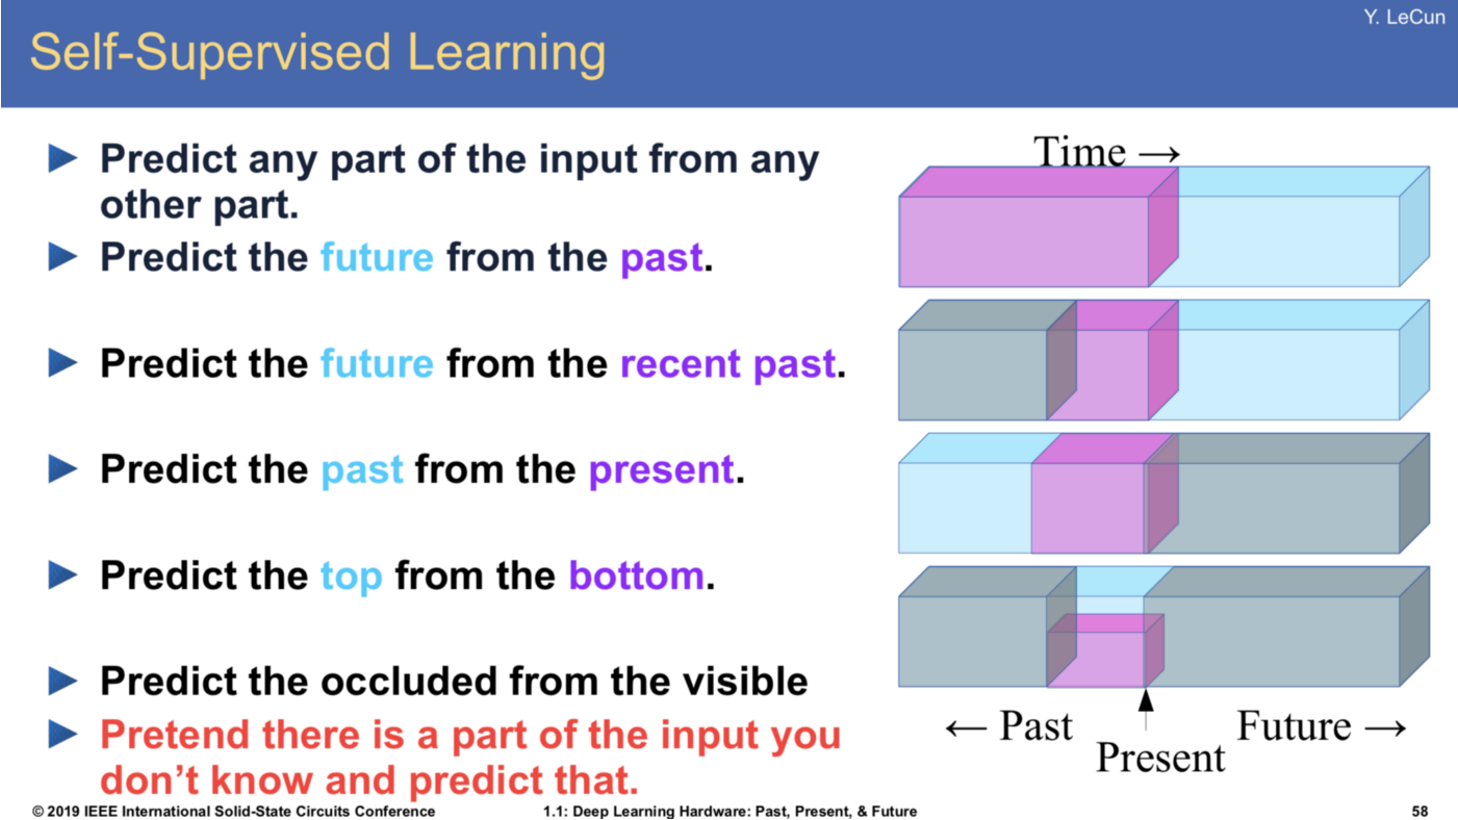 Y. LeCun
Self-Supervised Learning
Predict any part of the input from any
other part.
Predict the future from the past.
Predict the future from the recent past.
Predict the past from the present.
Predict the top from the bottom.
Predict the occluded from the visible
Pretend there is a part of the input you
don't know and predict that.
Time →
← Past
Present
Future →
© 2019 IEEE International Solid-State Circuits Conference
1.1: Deep Learning Hardware: Past, Present, & Future
58